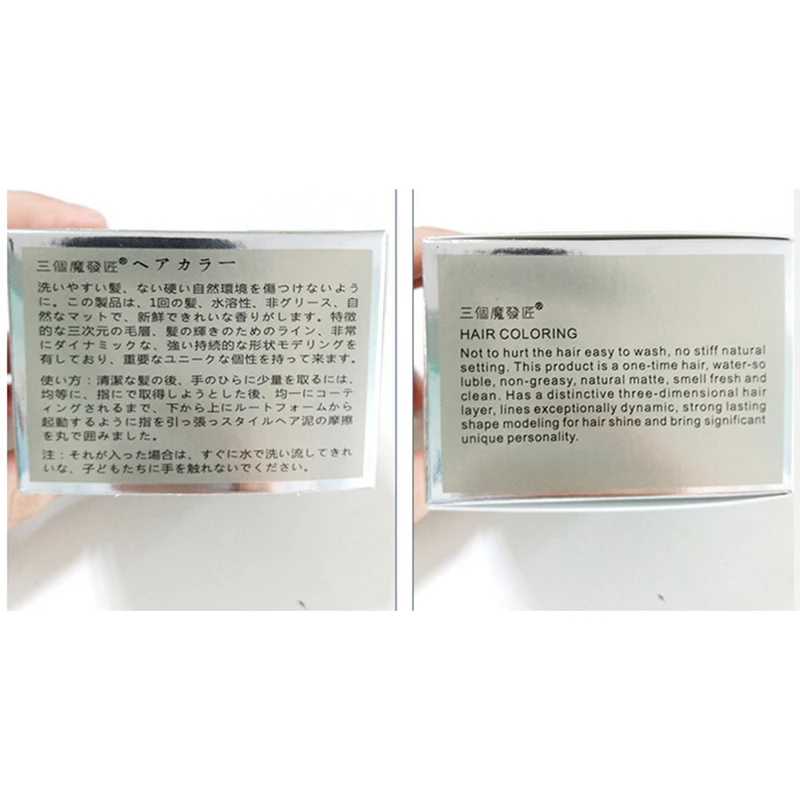 三個魔發匠® ヘアカラー
洗いやすい髪、ない硬い自然環境を傷つけないよう
に。この製品は、1回の髪、水溶性、非グリース、自
然なマットで、新鮮できれいな香りがします。特徴
的な三次元の毛層、髪の輝きのためのライン、非常
にダイナミックな、強い持続的な形状モデリングを
有しており、重要なユニークな個性を持って来ます。
使い方：清潔な髪の後、手のひらに少量を取るには、
均等に、指にで取得しようとした後、均一にコーテ
ィングされるまで、下から上にルートフォームから
起動するように指を引っ張っスタイルヘア泥の摩擦
を丸で囲みました。
注：それが入った場合は、すぐに水で洗い流してきれ
いな、子どもたちに手を触れないでください。
三個魔發匠®
HAIR COLORING
Not to hurt the hair easy to wash, no stiff natural
setting. This product is a one-time hair, water-so
luble, non-greasy, natural matte, smell fresh and
clean. Has a distinctive three-dimensional hair
layer, lines exceptionally dynamic, strong lasting
shape modeling for hair shine and bring significant
unique personality.